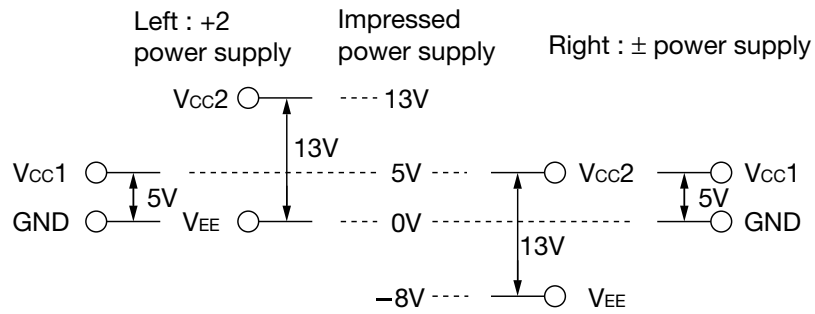 Left : +2
power supply
Impressed
power supply
Right : ± power supply
VCC2
13V
13V
VCC1
5V
VCC2
VCC1
5V
5V
GND
VEE
0V
GND
13V
−8V
VEE